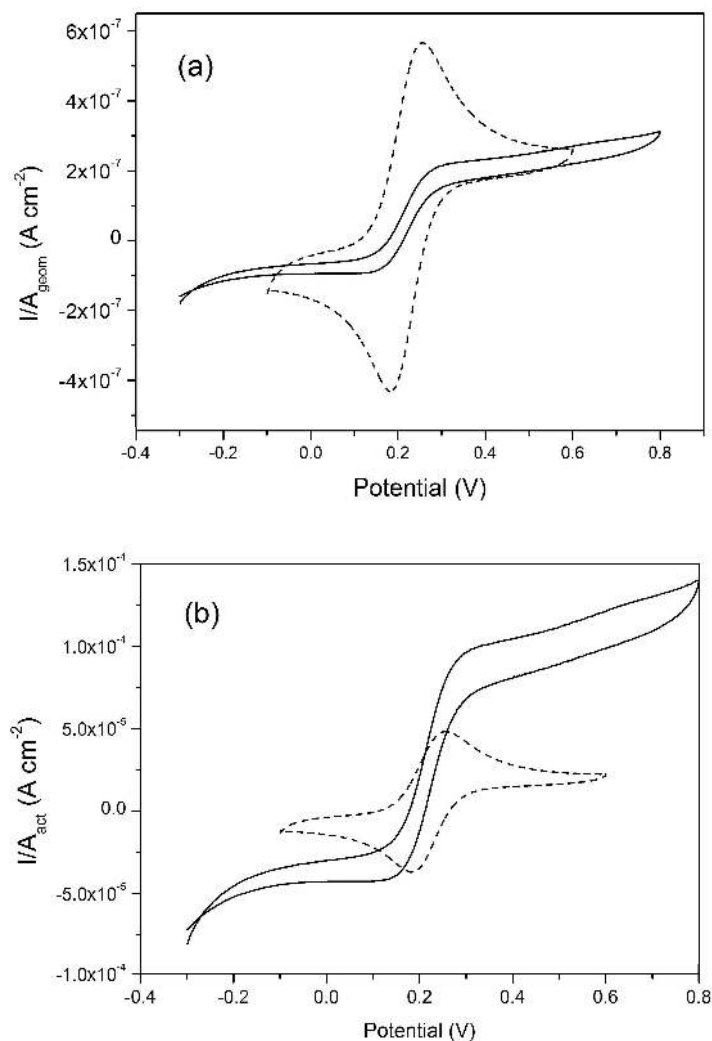 6x10⁻⁷
(a)
4x10⁻⁷
2x10⁻⁷
0
-2x10⁻⁷
-4x10⁻⁷
I/A_geom (A cm⁻²)
-0.4 -0.2 0.0 0.2 0.4 0.6 0.8
Potential (V)
1.5x10⁻⁴
(b)
1.0x10⁻⁴
5.0x10⁻⁵
0.0
-5.0x10⁻⁵
-1.0x10⁻⁴
I/A_act (A cm⁻²)
-0.4 -0.2 0.0 0.2 0.4 0.6 0.8
Potential (V)